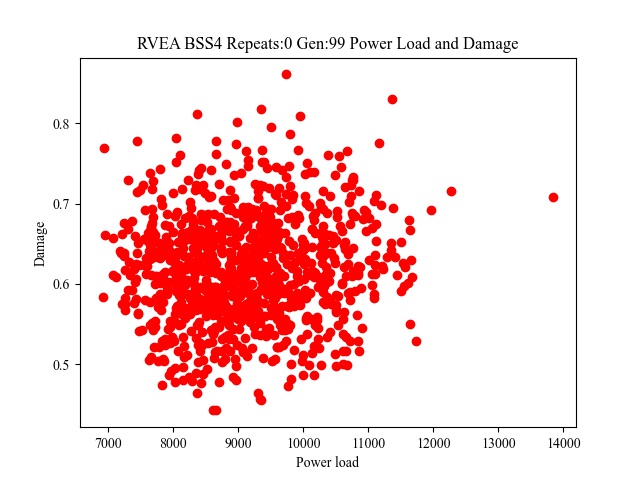 RVEA BSS4 Repeats:0 Gen:99 Power Load and Damage
0.8
0.7
0.6
0.5
Damage
7000 8000 9000 10000 11000 12000 13000 14000
Power load